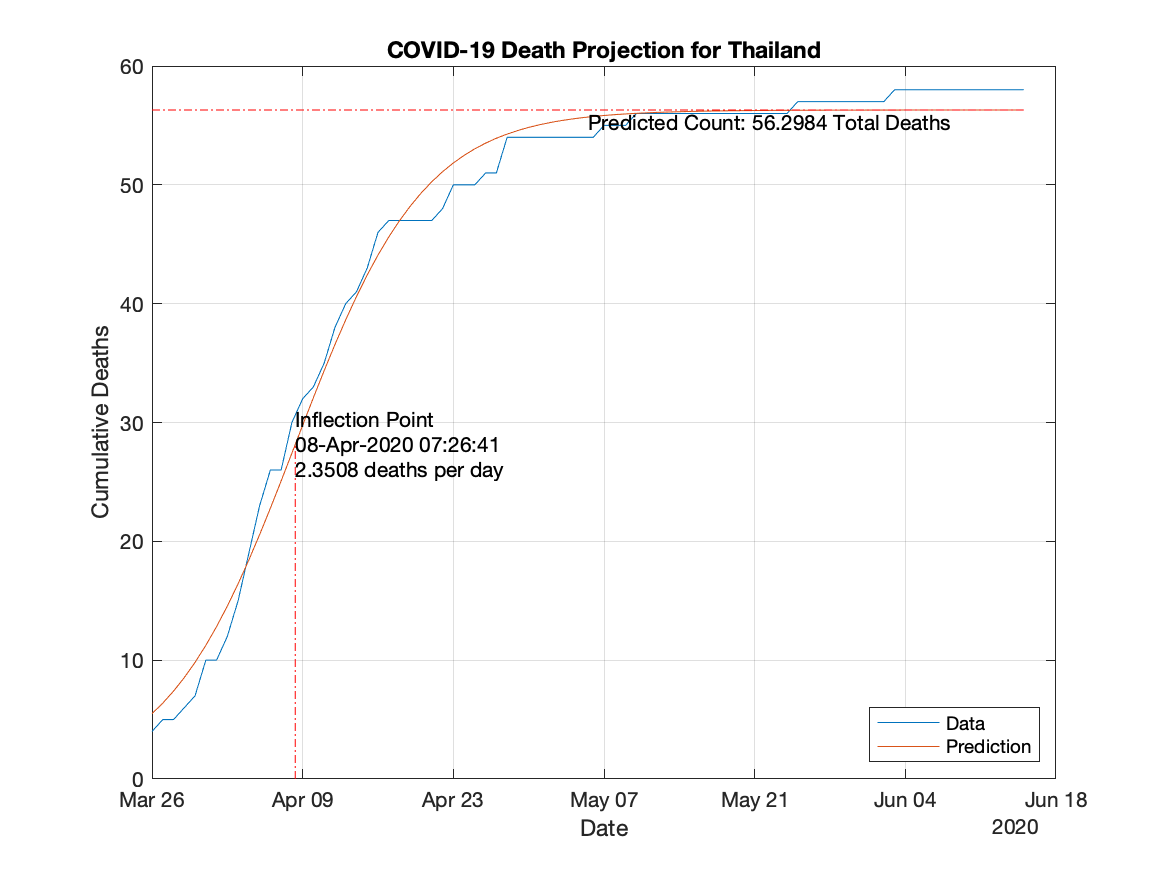 COVID-19 Death Projection for Thailand
60
50
40
30
20
10
0
Cumulative Deaths
Predicted Count: 56.2984 Total Deaths
Inflection Point
08-Apr-2020 07:26:41
2.3508 deaths per day
Data
Prediction
Mar 26 Apr 09 Apr 23 May 07 May 21 Jun 04 Jun 18
Date
2020